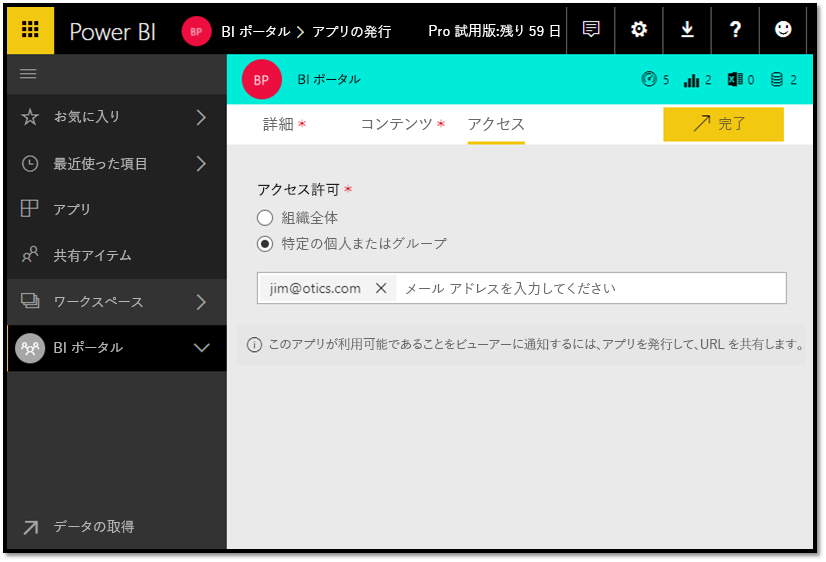 Power BI BP BI ポータル > アプリの発行 Pro 試用版:残り 59 日
BP BI ポータル 5 2 0 2
お気に入り
最近使った項目
アプリ
共有アイテム
ワークスペース
BI ポータル
データの取得
詳細 * コンテンツ * アクセス 完了
アクセス許可 *
組織全体
特定の個人またはグループ
jim@otics.com × メール アドレスを入力してください
このアプリが利用可能であることをビューアーに通知するには、アプリを発行して、URL を共有します。